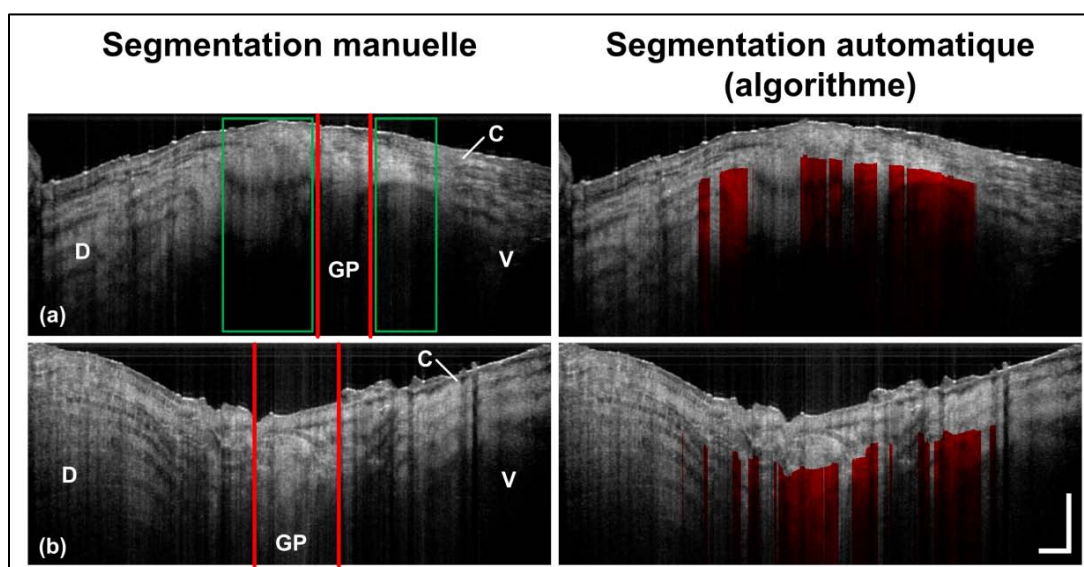 Segmentation manuelle
Segmentation automatique
(algorithme)
C
D
GP
V
(a)
C
D
V
GP
(b)